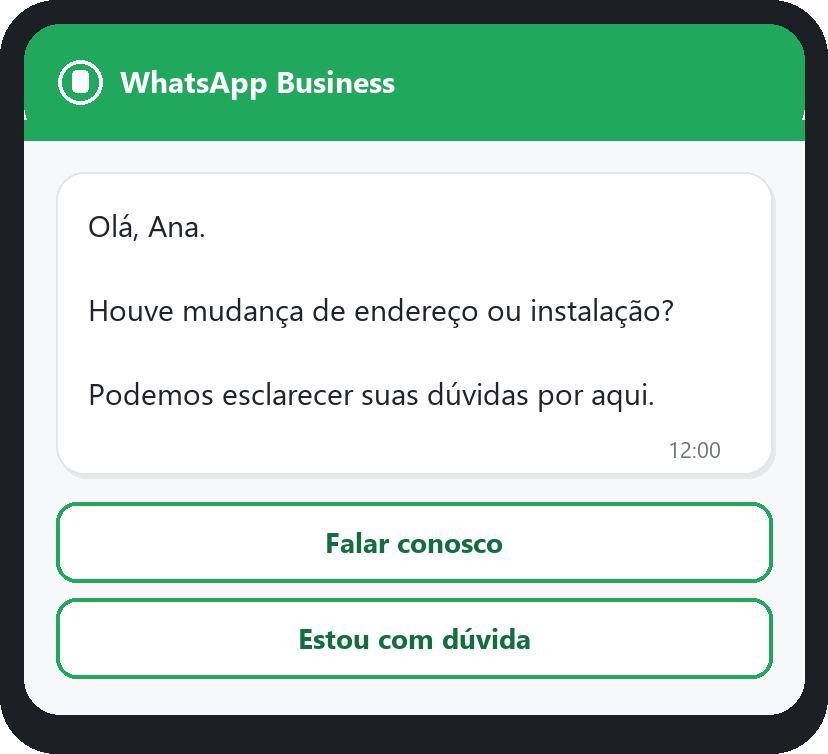 WhatsApp Business
Olá, Ana.
Houve mudança de endereço ou instalação?
Podemos esclarecer suas dúvidas por aqui.
12:00
Falar conosco
Estou com dúvida